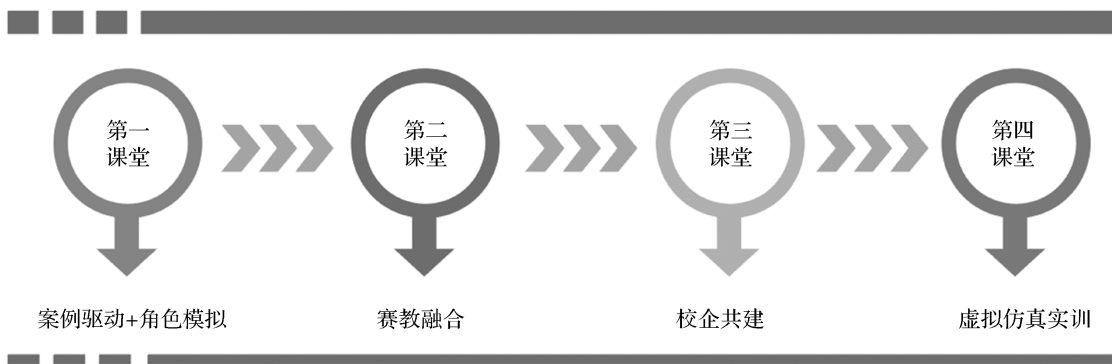 第一
课堂
第二
课堂
第三
课堂
第四
课堂
案例驱动+角色模拟
赛教融合
校企共建
虚拟仿真实训